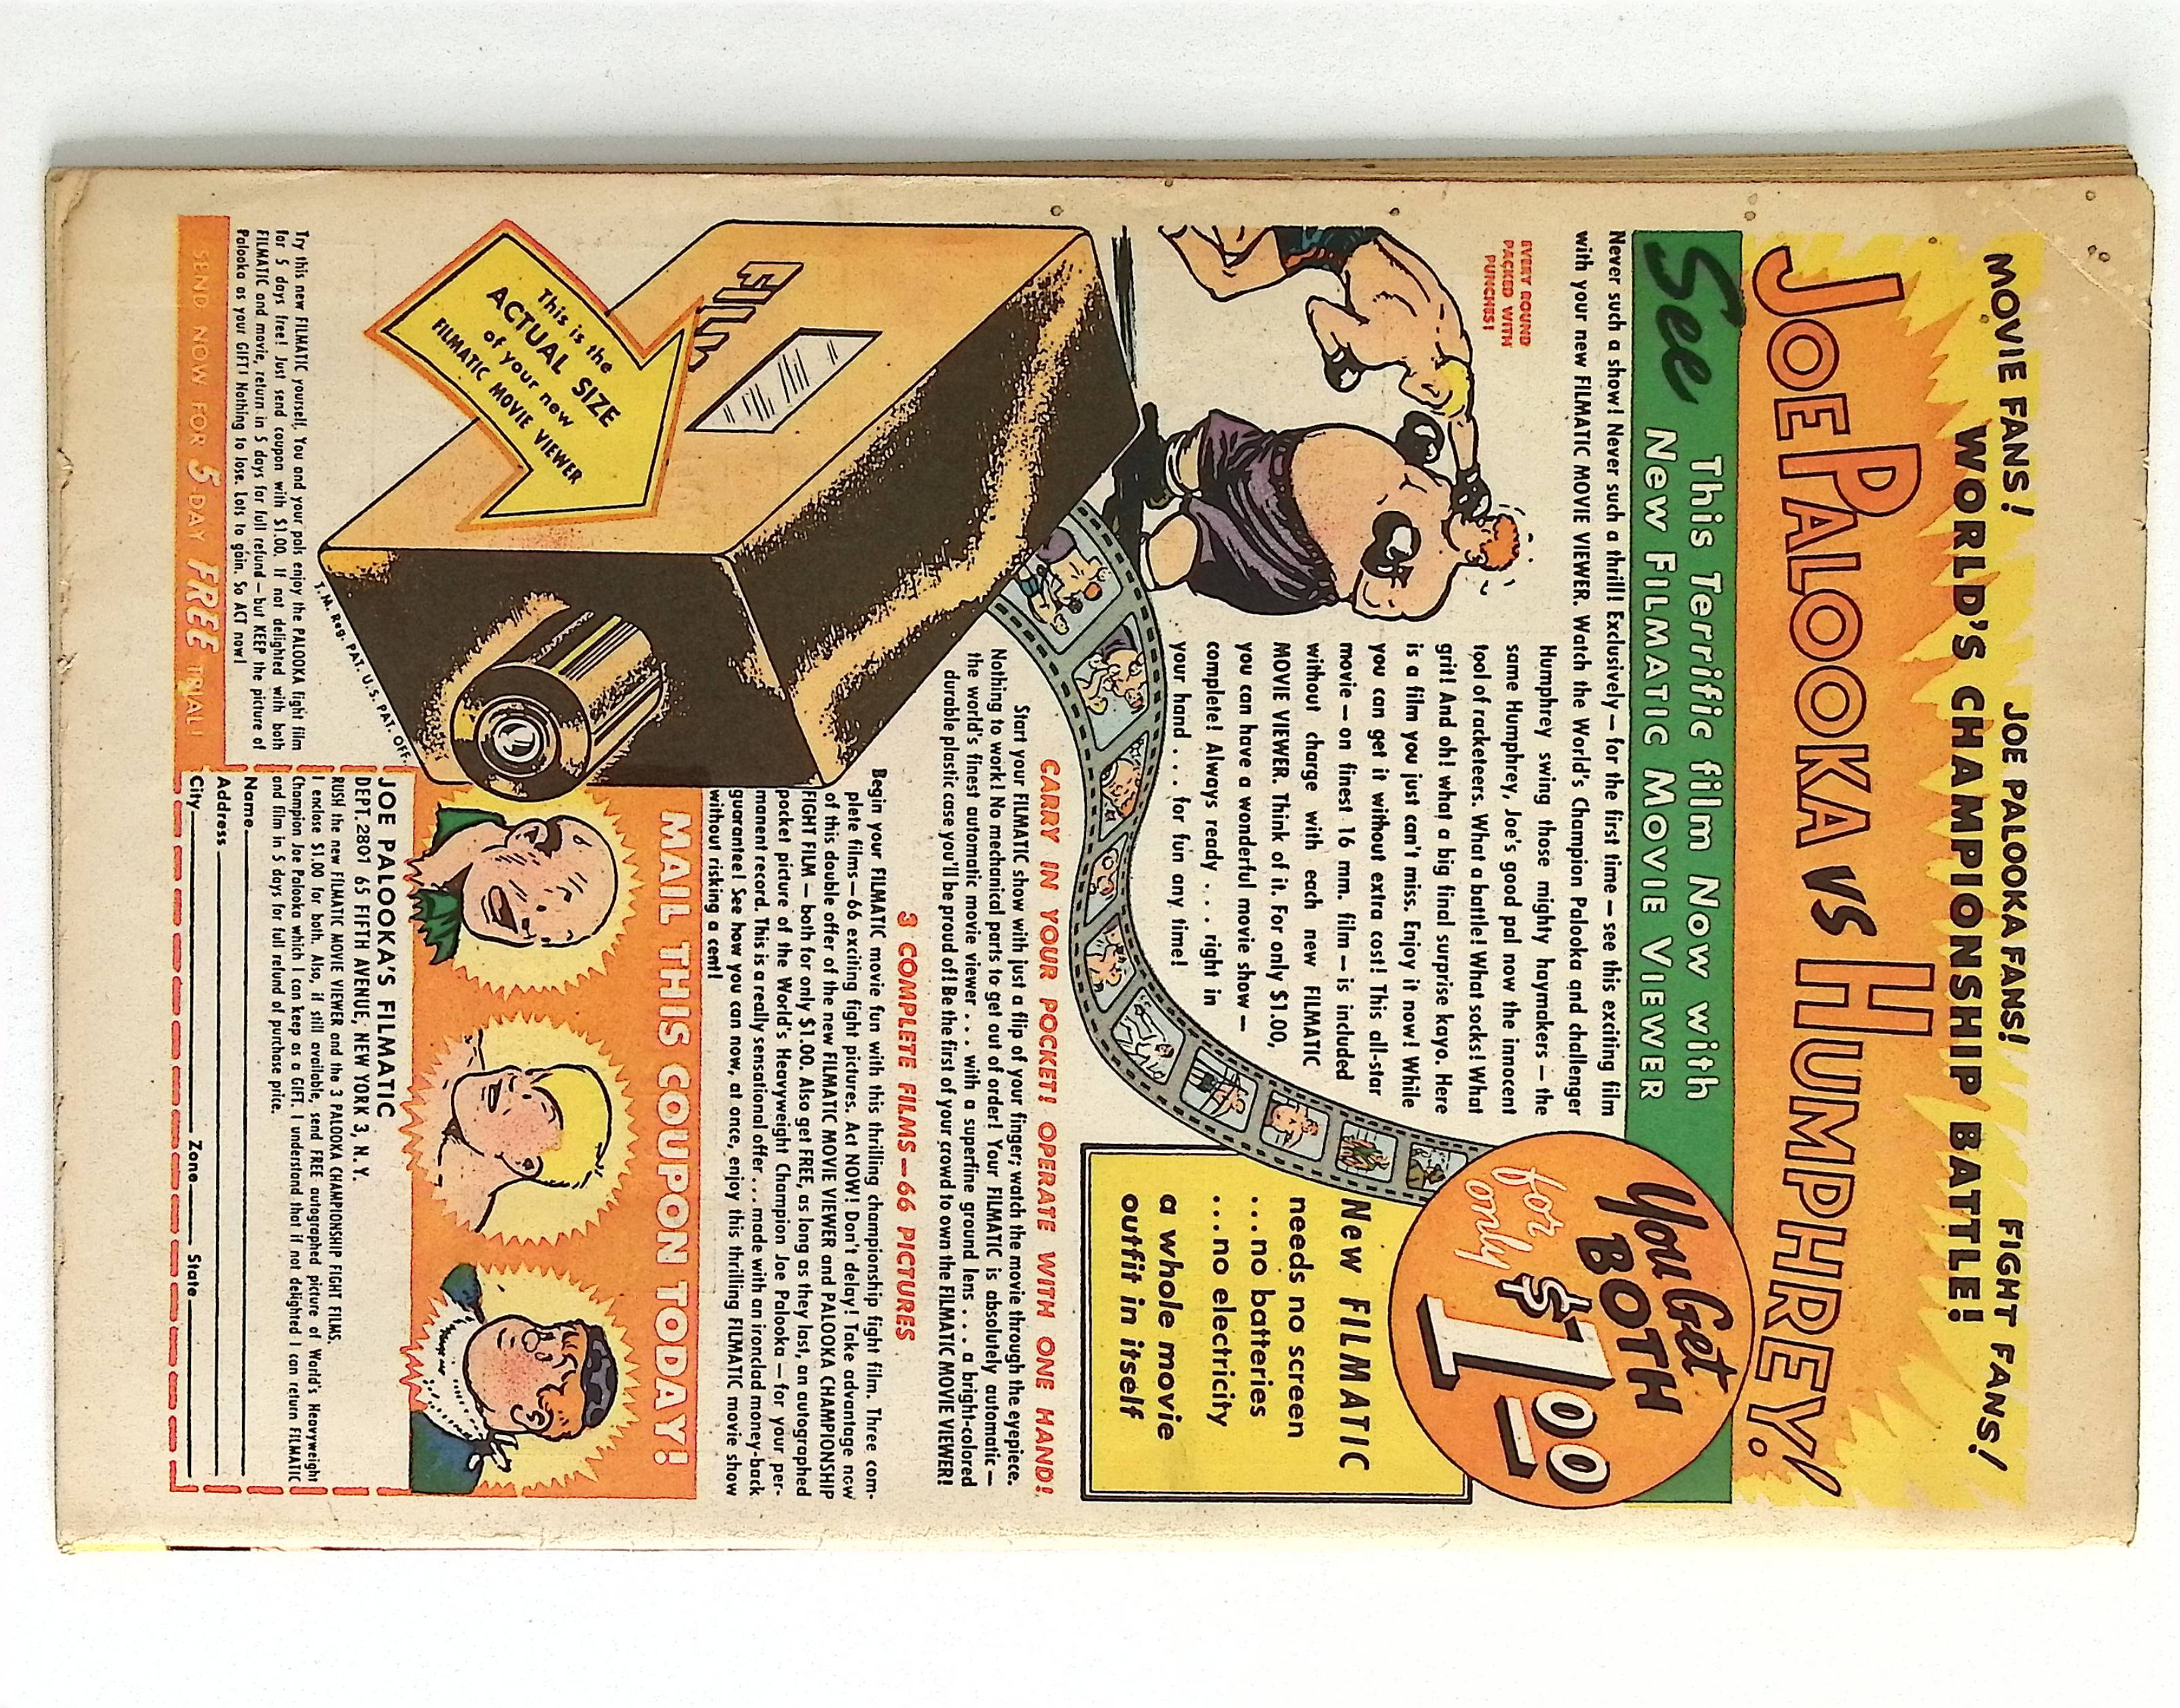 MOVIE FANS! JOE PALOOKA FANS! FIGHT FANS!
WORLD'S CHAMPIONSHIP BATTLE!
JOE PALOOKA VS HUMPHREY!
See This Terrific film Now with
New FILMATIC MOVIE VIEWER
You Get
BOTH
for
only
$1.00
Never such a show! Never such a thrill! Exclusively — for the first time — see this exciting film
with your new FILMATIC MOVIE VIEWER. Watch the World's Champion Palooka and challenger
Humphrey swing those mighty haymakers — the
same Humphrey, Joe's good pal now the innocent
tool of racketeers. What a battle! What socks! What
grit! And oh! what a big final surprise kayo. Here
is a film you just can't miss. Enjoy it now! While
you can get it without extra cost! This all-star
movie — on finest 16 mm. film — is included
without charge with each new FILMATIC
MOVIE VIEWER. Think of it. For only $1.00,
you can have a wonderful movie show —
complete! Always ready . . . right in
your hand . . . for fun any time!
EVERY ROUND
PACKED WITH
PUNCHES!
New FILMATIC
needs no screen
...no batteries
...no electricity
a whole movie
outfit in itself
CARRY IN YOUR POCKET! OPERATE WITH ONE HAND!
Start your FILMATIC show with just a flip of your finger; watch the movie through the eyepiece.
Nothing to work! No mechanical parts to get out of order! Your FILMATIC is absolutely automatic —
the world's finest automatic movie viewer . . . with a superfine ground lens . . . a bright-colored
durable plastic case you'll be proud of! Be the first of your crowd to own the FILMATIC MOVIE VIEWER!
3 COMPLETE FILMS—66 PICTURES
Begin your FILMATIC movie fun with this thrilling championship fight film. Three com-
plete films—66 exciting fight pictures. Act NOW! Don't delay! Take advantage now
of this double offer of the new FILMATIC MOVIE VIEWER and PALOOKA CHAMPIONSHIP
FIGHT FILM — both for only $1.00. Also get FREE, as long as they last, an autographed
pocket picture of the World's Heavyweight Champion Joe Palooka — for your per-
manent record. This is a really sensational offer . . . made with an ironclad money-back
guarantee! See how you can now, at once, enjoy this thrilling FILMATIC movie show
without risking a cent!
FILM
This is the
ACTUAL SIZE
of your new
FILMATIC MOVIE VIEWER
T.M. Reg. PAT. U.S. PAT. OFF.
Try this new FILMATIC yourself. You and your pals enjoy the PALOOKA fight film
for 5 days free! Just send coupon with $1.00. If not delighted with both
FILMATIC and movie, return in 5 days for full refund — but KEEP the picture of
Palooka as your GIFT! Nothing to lose. Lots to gain. So ACT now!
SEND NOW FOR 5 DAY FREE TRIAL!
MAIL THIS COUPON TODAY!
JOE PALOOKA'S FILMATIC
DEPT. 2801 65 FIFTH AVENUE, NEW YORK 3, N. Y.
RUSH the new FILMATIC MOVIE VIEWER and the 3 PALOOKA CHAMPIONSHIP FIGHT FILMS.
I enclose $1.00 for both. Also, if still available, send FREE autographed picture of World's Heavyweight
Champion Joe Palooka which I can keep as a GIFT. I understand that if not delighted I can return FILMATIC
and film in 5 days for full refund of purchase price.
Name
Address
City Zone State